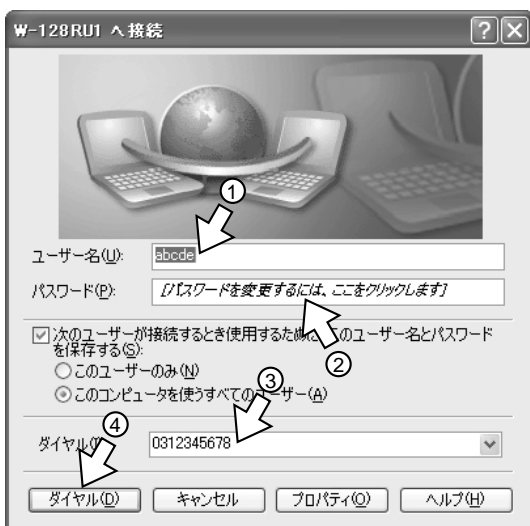 W-128RU1 へ接続
①
ユーザー名(U): abcde
パスワード(P): [パスワードを変更するには、ここをクリックします]
②
次のユーザーが接続するとき使用するために、このユーザー名とパスワード
を保存する(S):
このユーザーのみ(N)
③
このコンピュータを使うすべてのユーザー(A)
④
ダイヤル(I): 0312345678
ダイヤル(D) キャンセル プロパティ(O) ヘルプ(H)